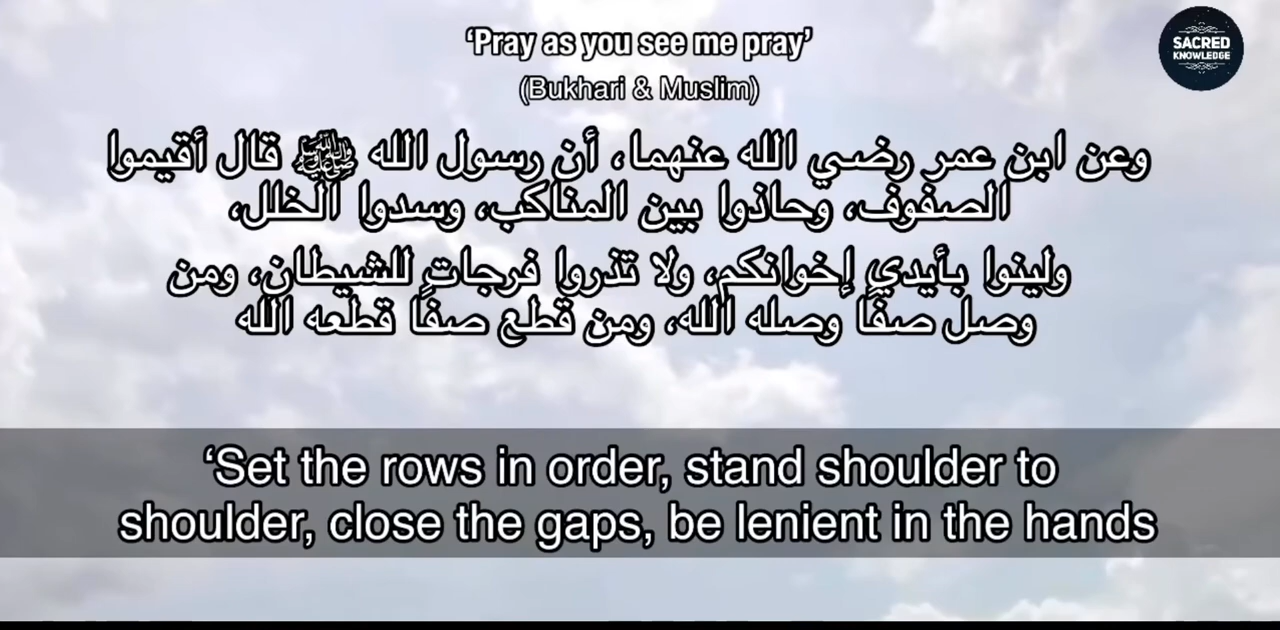 ‘Pray as you see me pray’
SACRED
KNOWLEDGE
(Bukhari & Muslim)
وعن ابن عمر رضي الله عنهما، أن رسول الله ﷺ قال أقيموا
الصفوف، وحاذوا بين المناكب، وسدوا الخلل،
ولينوا بأيدي إخوانكم، ولا تذروا فرجاتٍ للشيطان، ومن
وصل صفًا وصله الله، ومن قطع صفًا قطعه الله
‘Set the rows in order, stand shoulder to
shoulder, close the gaps, be lenient in the hands